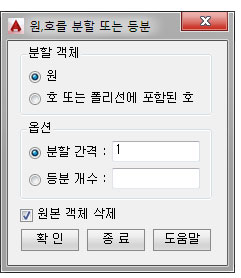 원,호를 분할 또는 등분
분할 객체
원
호 또는 폴리선에 포함된 호
옵션
분할 간격 : 1
등분 개수 :
원본 객체 삭제
확 인 종 료 도움말